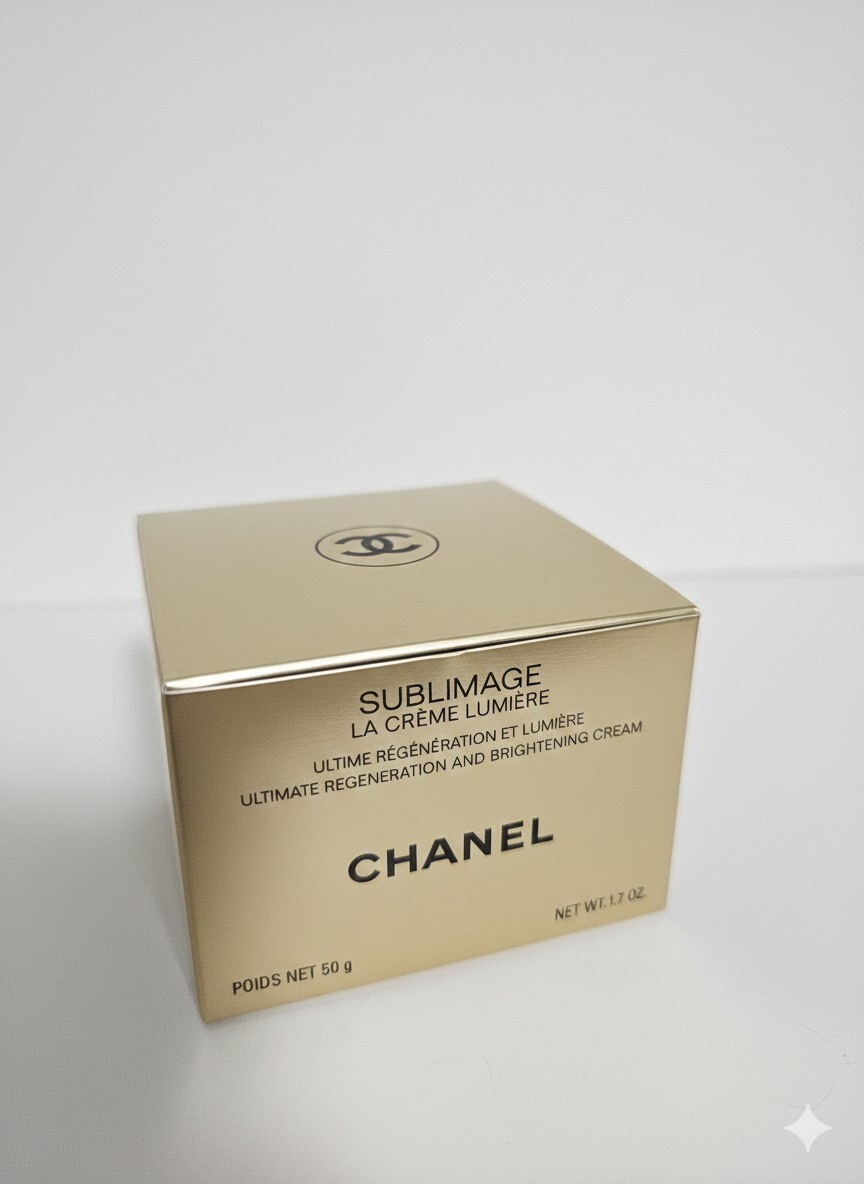 SUBLIMAGE
LA CRÈME LUMIÈRE
ULTIME RÉGÉNÉRATION ET LUMIÈRE
ULTIMATE REGENERATION AND BRIGHTENING CREAM
CHANEL
NET WT. 1.7 OZ.
POIDS NET 50 g